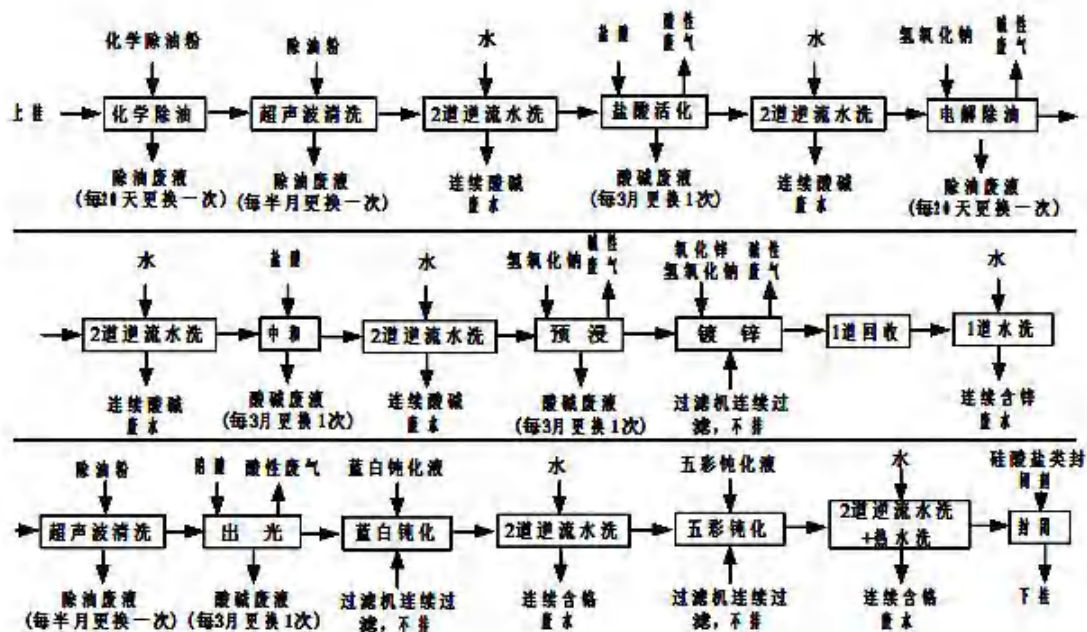 化学除油粉
除油粉
水
盐酸
酸性
废气
水
氢氧化钠
碱性
废气
上挂
化学除油
超声波清洗
2道逆流水洗
盐酸活化
2道逆流水洗
电解除油
除油废液
(每20天更换一次)
除油废液
(每半月更换一次)
连续酸碱
废水
酸碱废液
(每3月更换1次)
连续酸碱
废水
除油废液
(每20天更换一次)
水
盐酸
水
氢氧化钠
碱性
废气
氧化锌
氢氧化钠
碱性
废气
水
2道逆流水洗
中和
2道逆流水洗
预浸
镀锌
1道回收
1道水洗
连续酸碱
废水
酸碱废液
(每3月更换1次)
连续酸碱
废水
酸碱废液
(每3月更换1次)
过滤机连续过
滤，不排
连续含锌
废水
除油粉
酸性废气
蓝白钝化液
水
五彩钝化液
水
硅酸盐类封
闭剂
超声波清洗
出光
蓝白钝化
2道逆流水洗
五彩钝化
2道逆流水洗
+热水洗
封闭
除油废液
(每半月更换一次)
酸碱废液
(每3月更换1次)
过滤机连续过
滤，不排
连续含铬
废水
过滤机连续过
滤，不排
连续含铬
废水
下挂